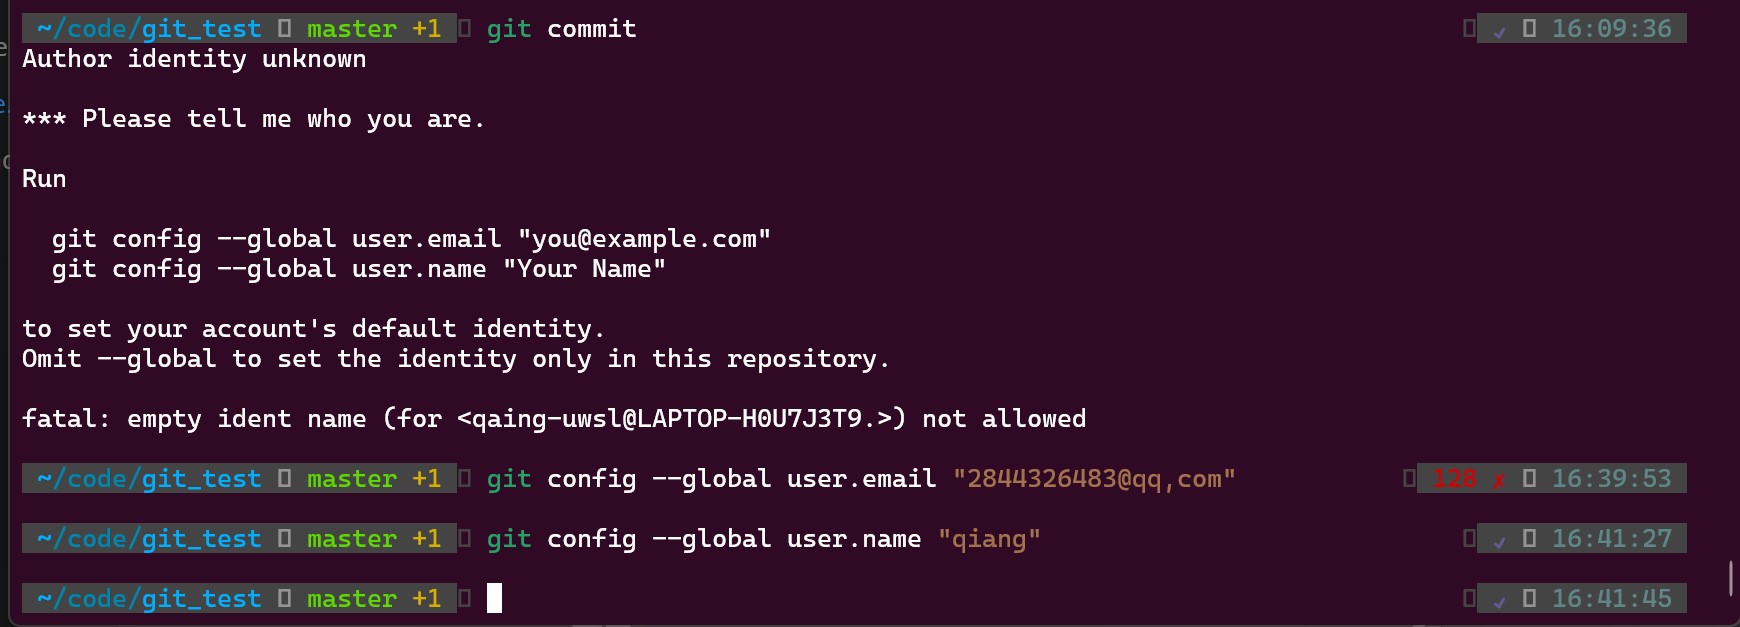 ~/code/git_test master +1 git commit 16:09:36
Author identity unknown
*** Please tell me who you are.
Run
git config --global user.email "you@example.com"
git config --global user.name "Your Name"
to set your account's default identity.
Omit --global to set the identity only in this repository.
fatal: empty ident name (for <qaing-uwsl@LAPTOP-H0U7J3T9.>) not allowed
~/code/git_test master +1 git config --global user.email "2844326483@qq,com" 128 ✘ 16:39:53
~/code/git_test master +1 git config --global user.name "qiang" ✔ 16:41:27
~/code/git_test master +1 ✔ 16:41:45